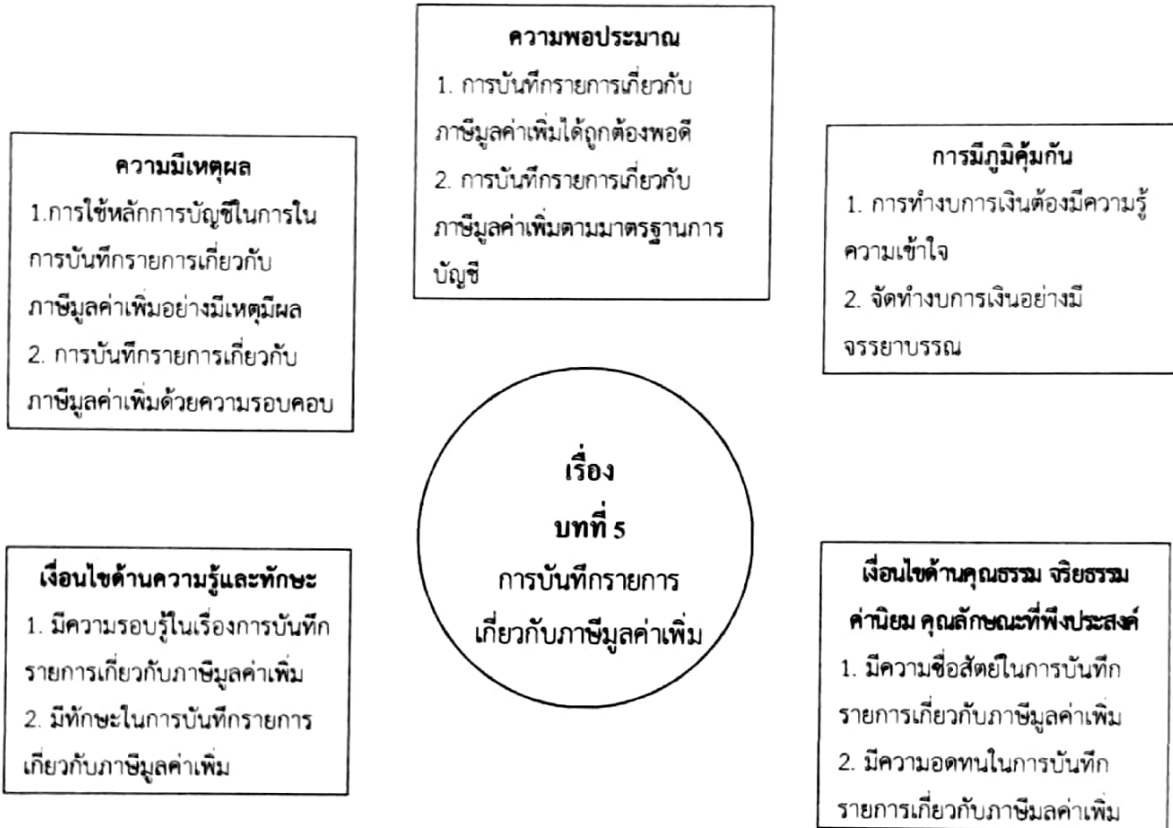 ความพอประมาณ
1. การบันทึกรายการเกี่ยวกับ
ภาษีมูลค่าเพิ่มได้ถูกต้องพอดี
2. การบันทึกรายการเกี่ยวกับ
ภาษีมูลค่าเพิ่มตามมาตรฐานการ
บัญชี
ความมีเหตุผล
1.การใช้หลักการบัญชีในการใน
การบันทึกรายการเกี่ยวกับ
ภาษีมูลค่าเพิ่มอย่างมีเหตุมีผล
2. การบันทึกรายการเกี่ยวกับ
ภาษีมูลค่าเพิ่มด้วยความรอบคอบ
การมีภูมิคุ้มกัน
1. การทำงบการเงินต้องมีความรู้
ความเข้าใจ
2. จัดทำงบการเงินอย่างมี
จรรยาบรรณ
เรื่อง
บทที่ 5
การบันทึกรายการ
เกี่ยวกับภาษีมูลค่าเพิ่ม
เงื่อนไขด้านความรู้และทักษะ
1. มีความรอบรู้ในเรื่องการบันทึก
รายการเกี่ยวกับภาษีมูลค่าเพิ่ม
2. มีทักษะในการบันทึกรายการ
เกี่ยวกับภาษีมูลค่าเพิ่ม
เงื่อนไขด้านคุณธรรม จริยธรรม
ค่านิยม คุณลักษณะที่พึงประสงค์
1. มีความซื่อสัตย์ในการบันทึก
รายการเกี่ยวกับภาษีมูลค่าเพิ่ม
2. มีความอดทนในการบันทึก
รายการเกี่ยวกับภาษีมูลค่าเพิ่ม